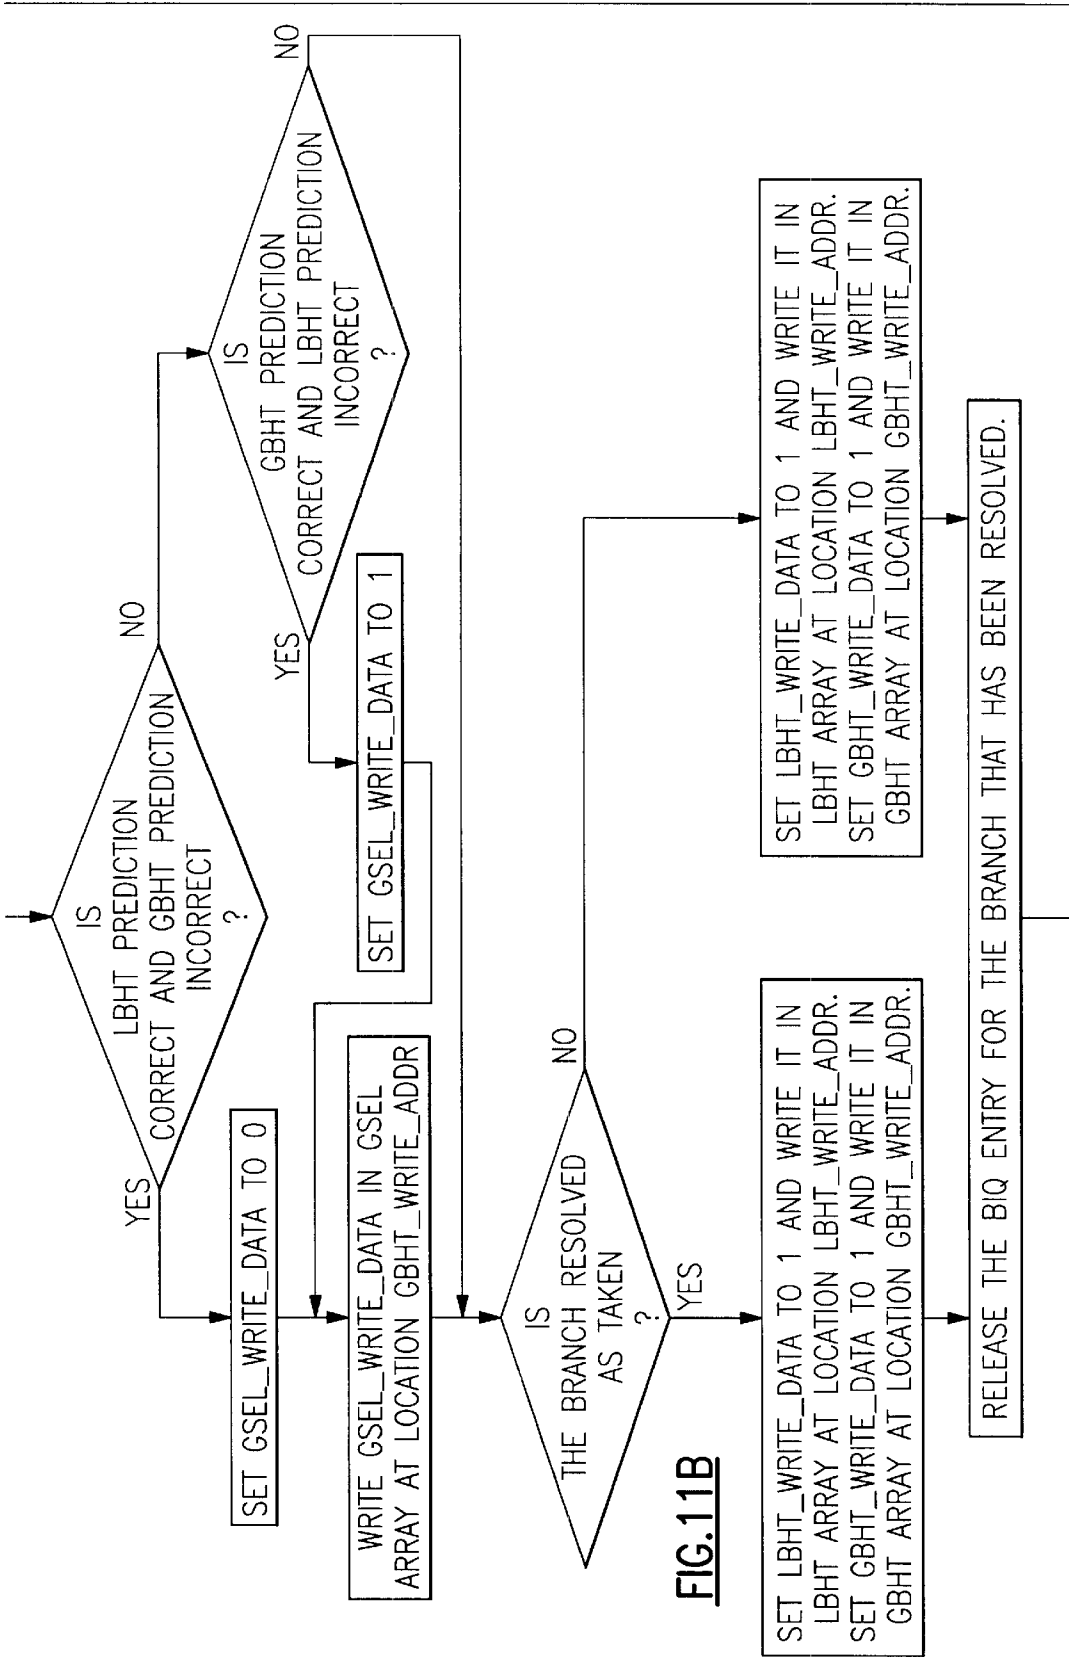 IS
LBHT PREDICTION
CORRECT AND GBHT PREDICTION
INCORRECT
?
YES
NO
IS
GBHT PREDICTION
CORRECT AND LBHT PREDICTION
INCORRECT
?
YES
NO
SET GSEL_WRITE_DATA TO 0
SET GSEL_WRITE_DATA TO 1
WRITE GSEL_WRITE_DATA IN GSEL
ARRAY AT LOCATION GBHT_WRITE_ADDR
IS
THE BRANCH RESOLVED
AS TAKEN
?
NO
YES
FIG.11B
SET LBHT_WRITE_DATA TO 1 AND WRITE IT IN
LBHT ARRAY AT LOCATION LBHT_WRITE_ADDR.
SET GBHT_WRITE_DATA TO 1 AND WRITE IT IN
GBHT ARRAY AT LOCATION GBHT_WRITE_ADDR.
SET LBHT_WRITE_DATA TO 1 AND WRITE IT IN
LBHT ARRAY AT LOCATION LBHT_WRITE_ADDR.
SET GBHT_WRITE_DATA TO 1 AND WRITE IT IN
GBHT ARRAY AT LOCATION GBHT_WRITE_ADDR.
RELEASE THE BIQ ENTRY FOR THE BRANCH THAT HAS BEEN RESOLVED.